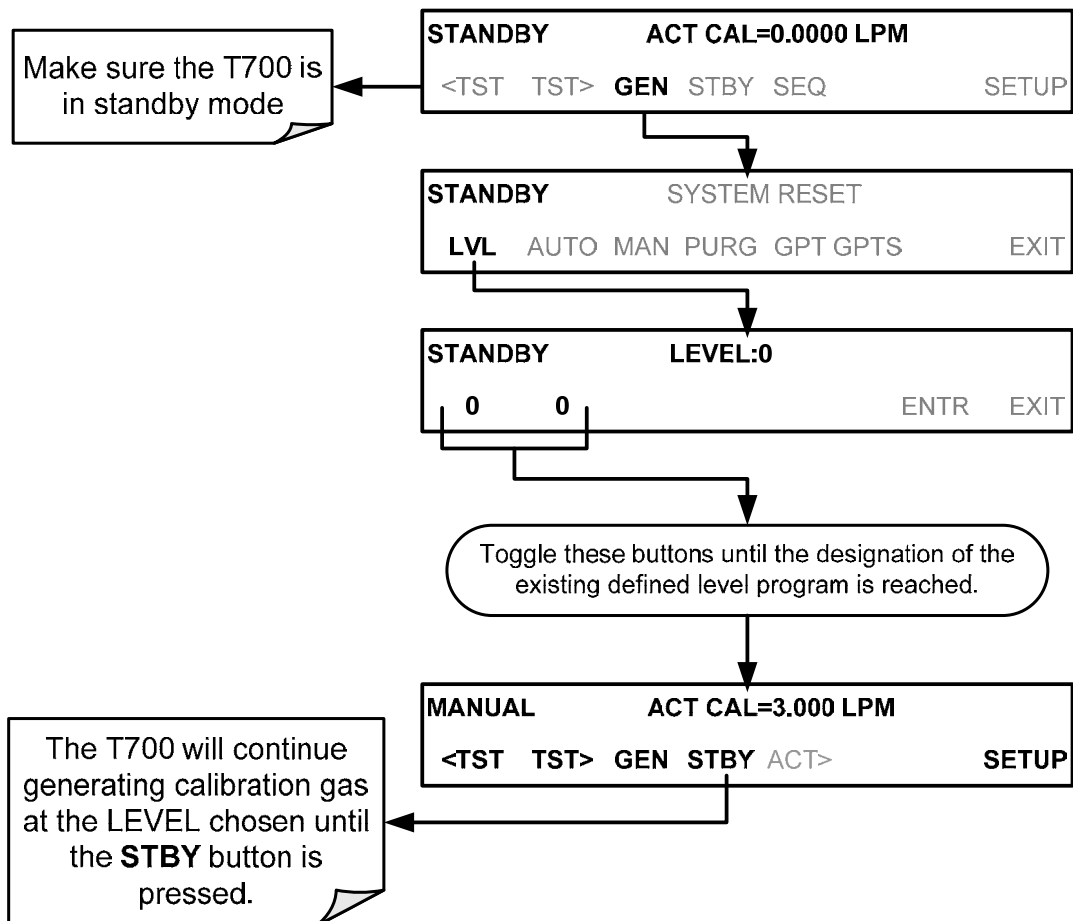 Make sure the T700 is
in standby mode
STANDBY ACT CAL=0.0000 LPM
<TST TST> GEN STBY SEQ SETUP
STANDBY SYSTEM RESET
LVL AUTO MAN PURG GPT GPTS EXIT
STANDBY LEVEL:0
0 0 ENTR EXIT
Toggle these buttons until the designation of the
existing defined level program is reached.
MANUAL ACT CAL=3.000 LPM
<TST TST> GEN STBY ACT> SETUP
The T700 will continue
generating calibration gas
at the LEVEL chosen until
the STBY button is
pressed.